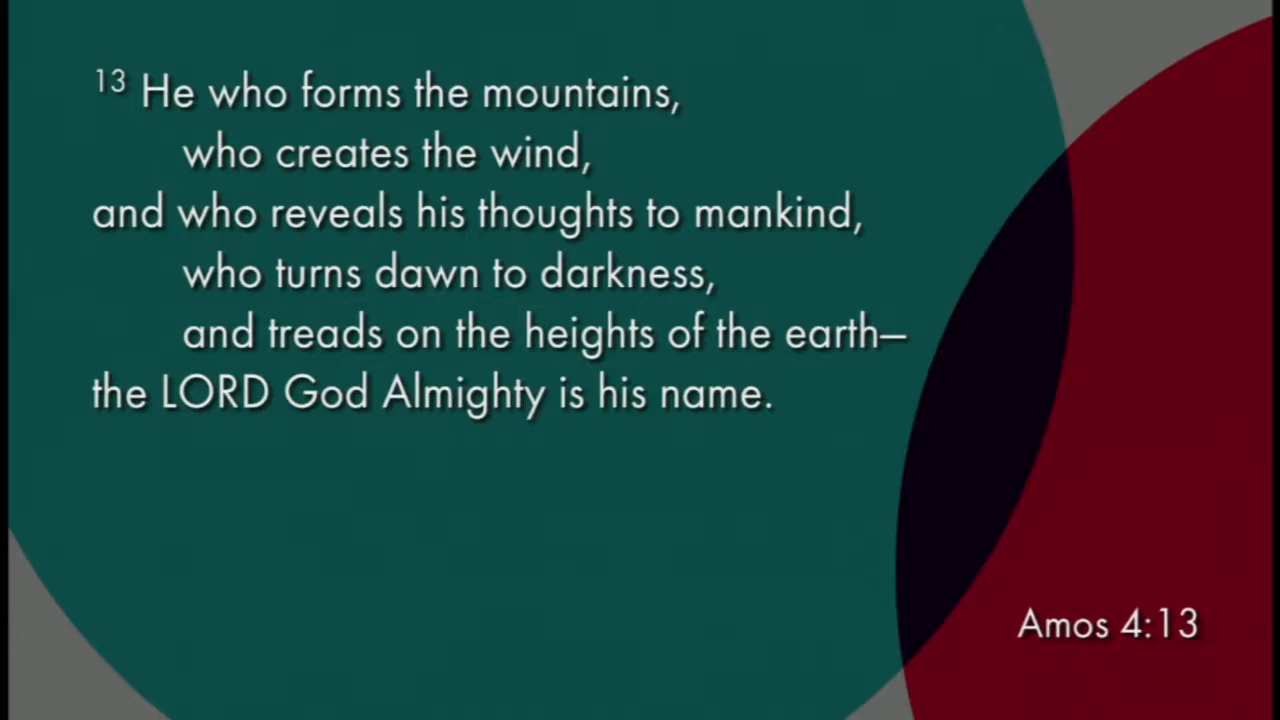 13 He who forms the mountains,
who creates the wind,
and who reveals his thoughts to mankind,
who turns dawn to darkness,
and treads on the heights of the earth—
the LORD God Almighty is his name.
Amos 4:13